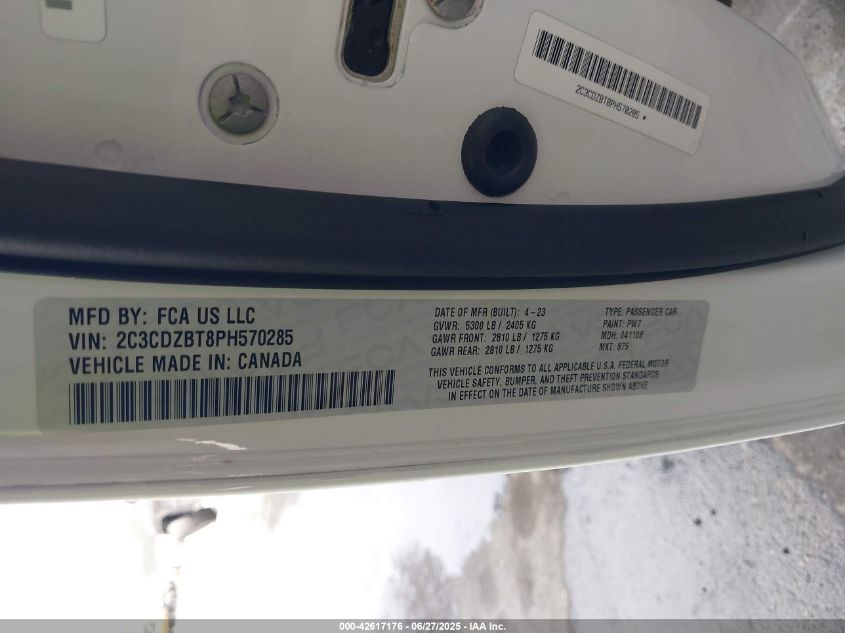 2C3CDZBT8PH570285 *
MFD BY: FCA US LLC
VIN: 2C3CDZBT8PH570285
VEHICLE MADE IN: CANADA
DATE OF MFR (BUILT): 4-23
GVWR: 5300 LB / 2405 KG
GAWR FRONT: 2810 LB / 1275 KG
GAWR REAR: 2810 LB / 1275 KG
TYPE: PASSENGER CAR
PAINT: PW7
MDH: 041108
MKT: 875
THIS VEHICLE CONFORMS TO ALL APPLICABLE U.S.A. FEDERAL MOTOR
VEHICLE SAFETY, BUMPER, AND THEFT PREVENTION STANDARDS
IN EFFECT ON THE DATE OF MANUFACTURE SHOWN ABOVE.
000-42617176 - 06/27/2025 - IAA Inc.